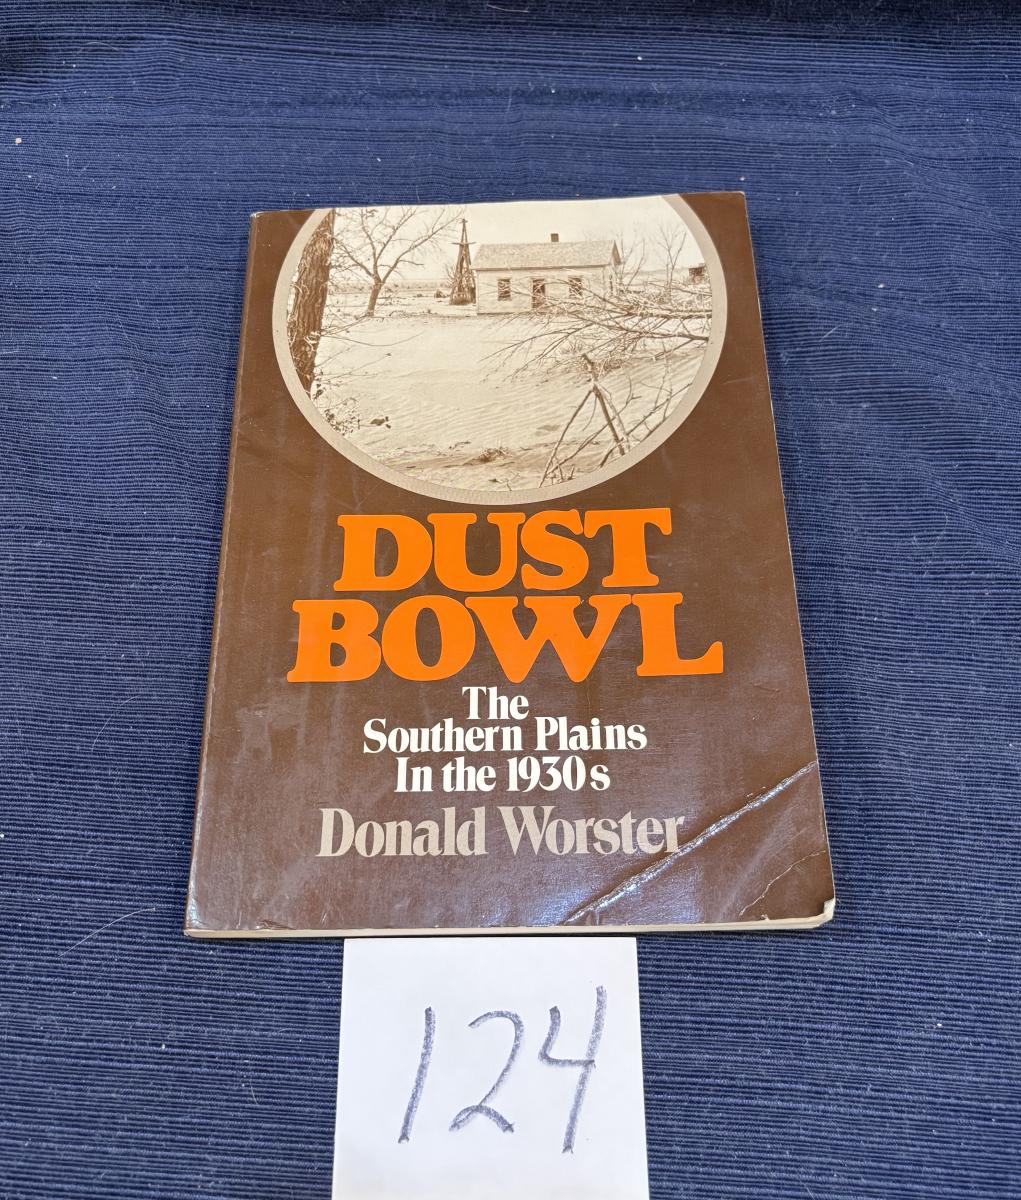 DUST
BOWL
The
Southern Plains
In the 1930s
Donald Worster
124